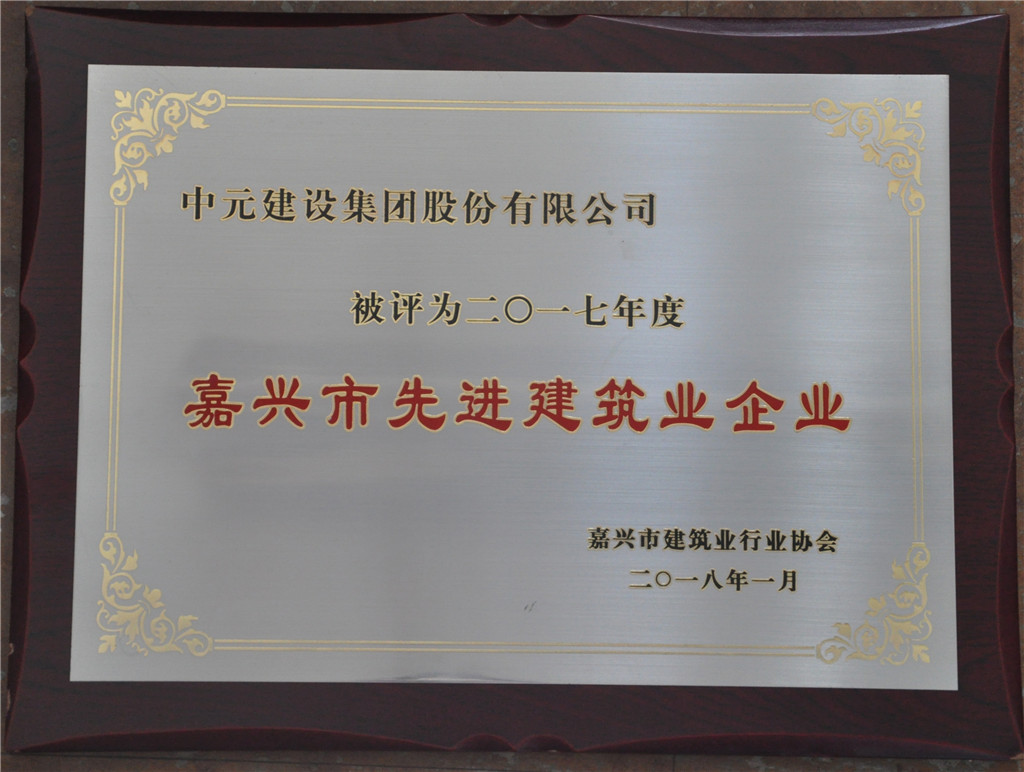 中元建设集团股份有限公司
被评为二〇一七年度
嘉兴市先进建筑业企业
嘉兴市建筑业行业协会
二〇一八年一月